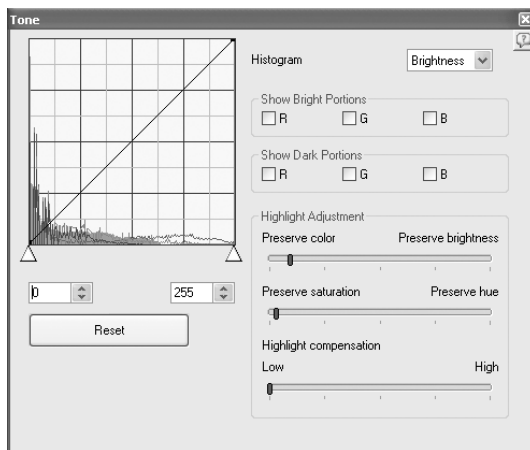 Tone
Histogram
Brightness
Show Bright Portions
R G B
Show Dark Portions
R G B
Highlight Adjustment
Preserve color Preserve brightness
Preserve saturation Preserve hue
Highlight compensation
Low High
0 255
Reset